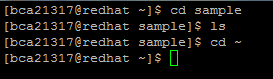 [bca21317@redhat ~]$ cd sample
[bca21317@redhat sample]$ ls
[bca21317@redhat sample]$ cd ~
[bca21317@redhat ~]$